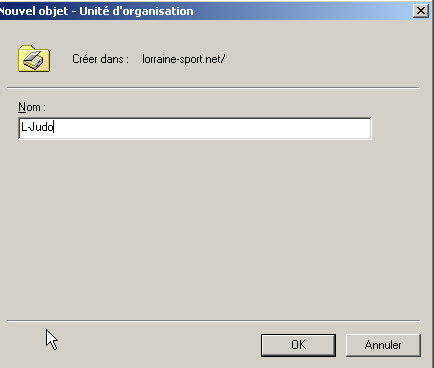 Nouvel objet - Unité d'organisation
Créer dans : lorraine-sport.net/
Nom :
L-Judo
OK Annuler